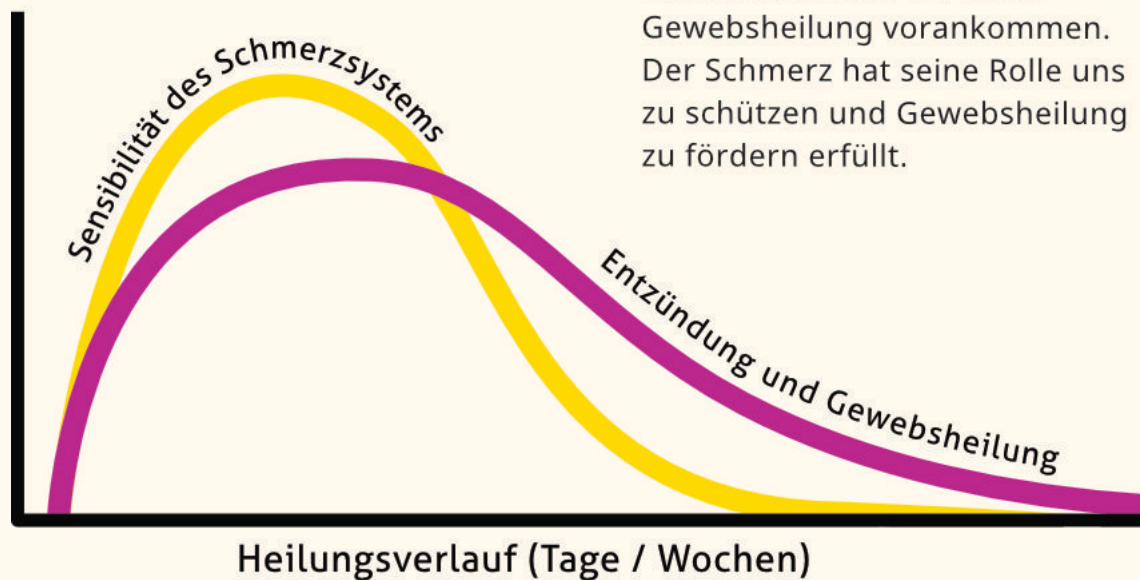 Gewebsheilung vorankommen.
Der Schmerz hat seine Rolle uns
zu schützen und Gewebsheilung
zu fördern erfüllt.
Sensibilität des Schmerzsystems
Entzündung und Gewebsheilung
Heilungsverlauf (Tage / Wochen)